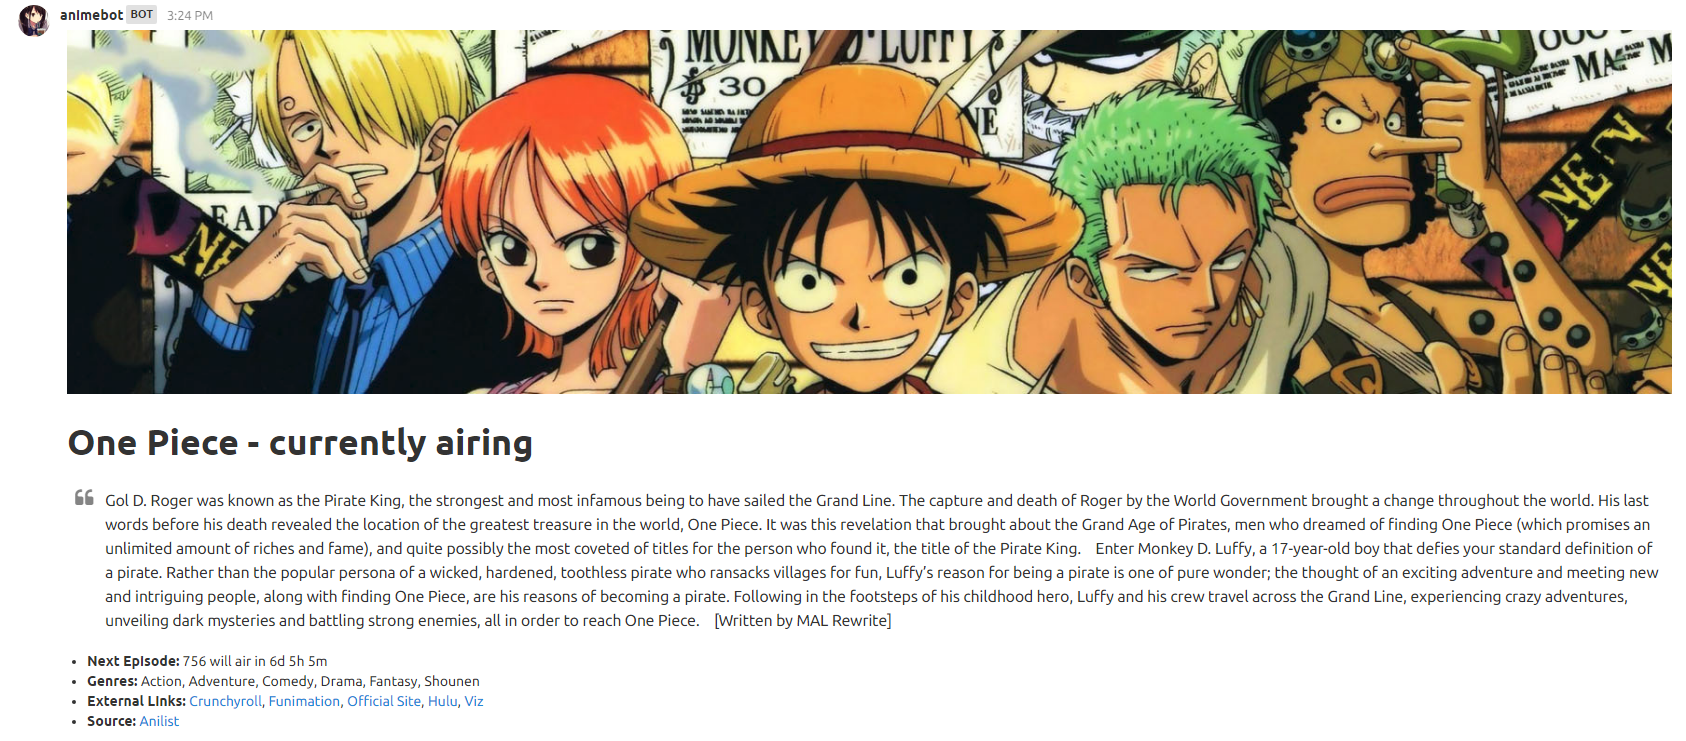 animebot BOT 3:24 PM
MONKEY D. LUFFY
30
EAD
NE
One Piece - currently airing
Gol D. Roger was known as the Pirate King, the strongest and most infamous being to have sailed the Grand Line. The capture and death of Roger by the World Government brought a change throughout the world. His last
words before his death revealed the location of the greatest treasure in the world, One Piece. It was this revelation that brought about the Grand Age of Pirates, men who dreamed of finding One Piece (which promises an
unlimited amount of riches and fame), and quite possibly the most coveted of titles for the person who found it, the title of the Pirate King. Enter Monkey D. Luffy, a 17-year-old boy that defies your standard definition of
a pirate. Rather than the popular persona of a wicked, hardened, toothless pirate who ransacks villages for fun, Luffy’s reason for being a pirate is one of pure wonder; the thought of an exciting adventure and meeting new
and intriguing people, along with finding One Piece, are his reasons of becoming a pirate. Following in the footsteps of his childhood hero, Luffy and his crew travel across the Grand Line, experiencing crazy adventures,
unveiling dark mysteries and battling strong enemies, all in order to reach One Piece. [Written by MAL Rewrite]
Next Episode: 756 will air in 6d 5h 5m
Genres: Action, Adventure, Comedy, Drama, Fantasy, Shounen
External Links: Crunchyroll, Funimation, Official Site, Hulu, Viz
Source: Anilist